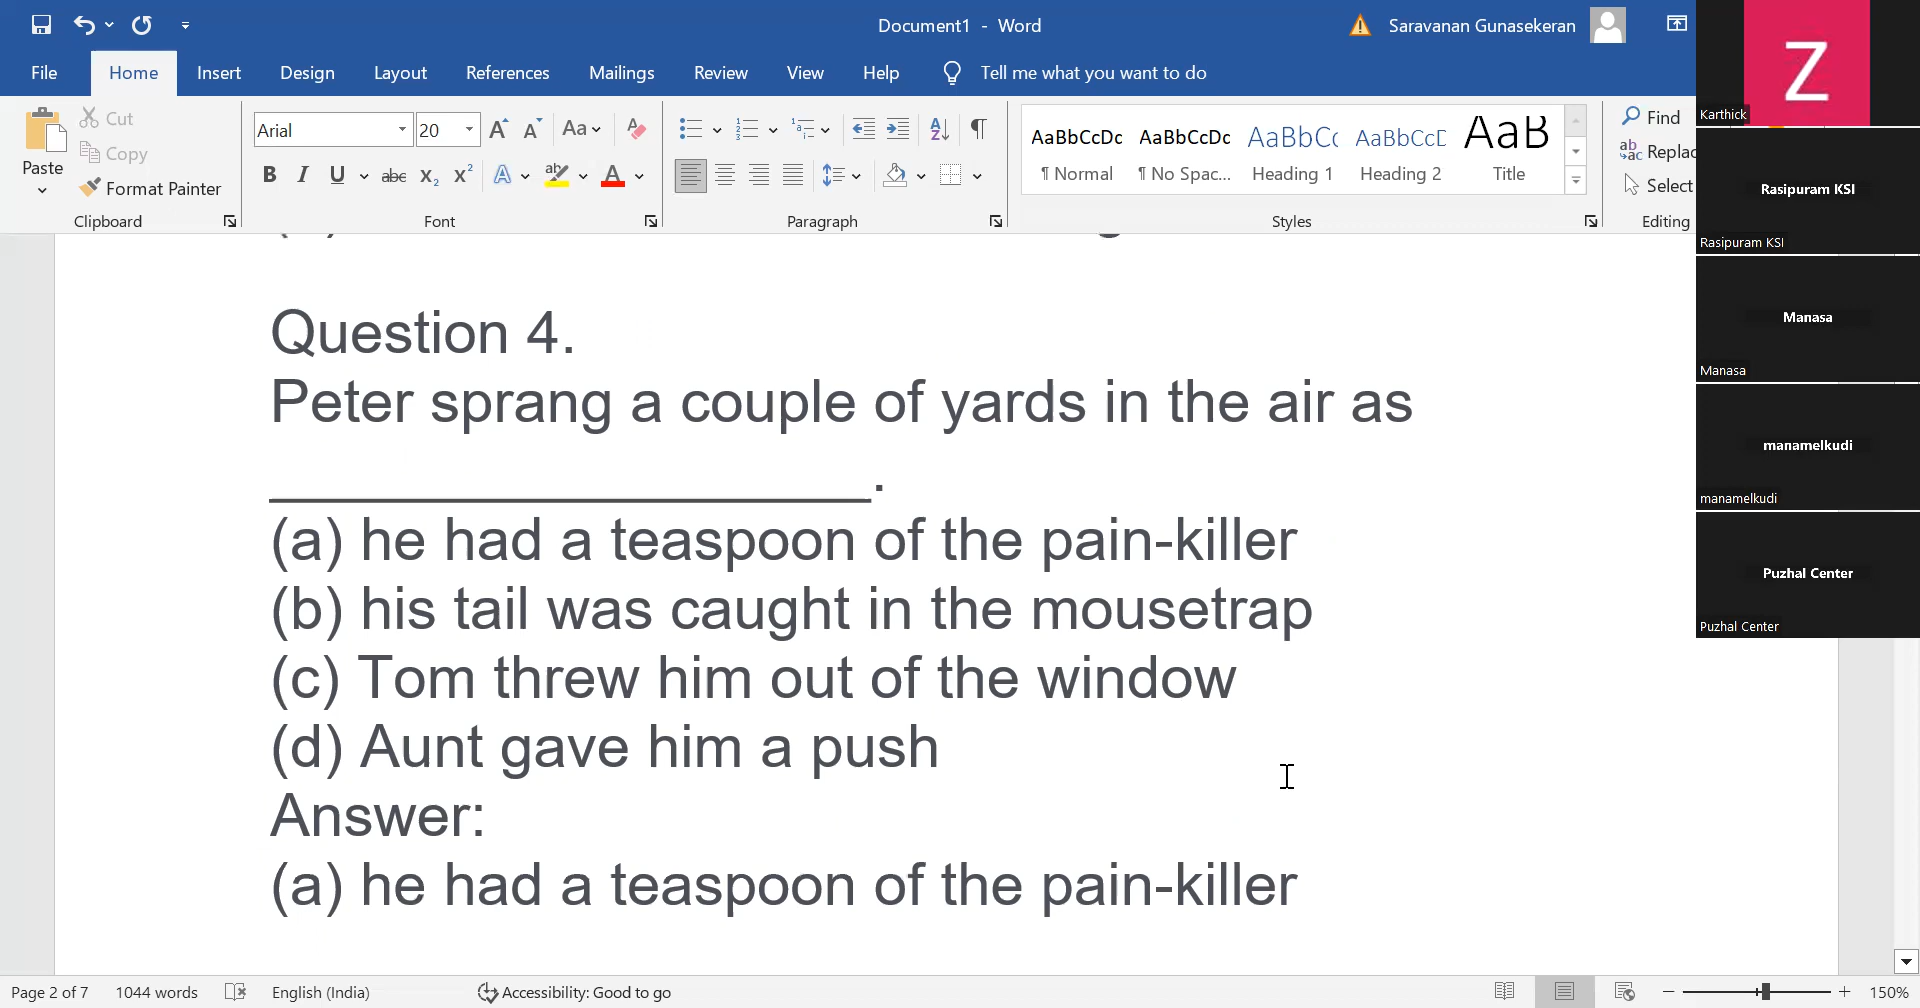 Document1 - Word
Saravanan Gunasekeran
File Home Insert Design Layout References Mailings Review View Help Tell me what you want to do
Paste
Cut
Copy
Format Painter
Clipboard
Arial 20
Font
Paragraph
AaBbCcDc AaBbCcDc AaBbCc AaBbCcD AaB
¶ Normal ¶ No Spac... Heading 1 Heading 2 Title
Styles
Find
Replac
Select
Editing
Z
Karthick
Rasipuram KSI
Rasipuram KSI
Manasa
Manasa
manamelkudi
manamelkudi
Puzhal Center
Puzhal Center
Question 4.
Peter sprang a couple of yards in the air as
____________________.
(a) he had a teaspoon of the pain-killer
(b) his tail was caught in the mousetrap
(c) Tom threw him out of the window
(d) Aunt gave him a push
Answer:
(a) he had a teaspoon of the pain-killer
Page 2 of 7 1044 words English (India) Accessibility: Good to go 150%